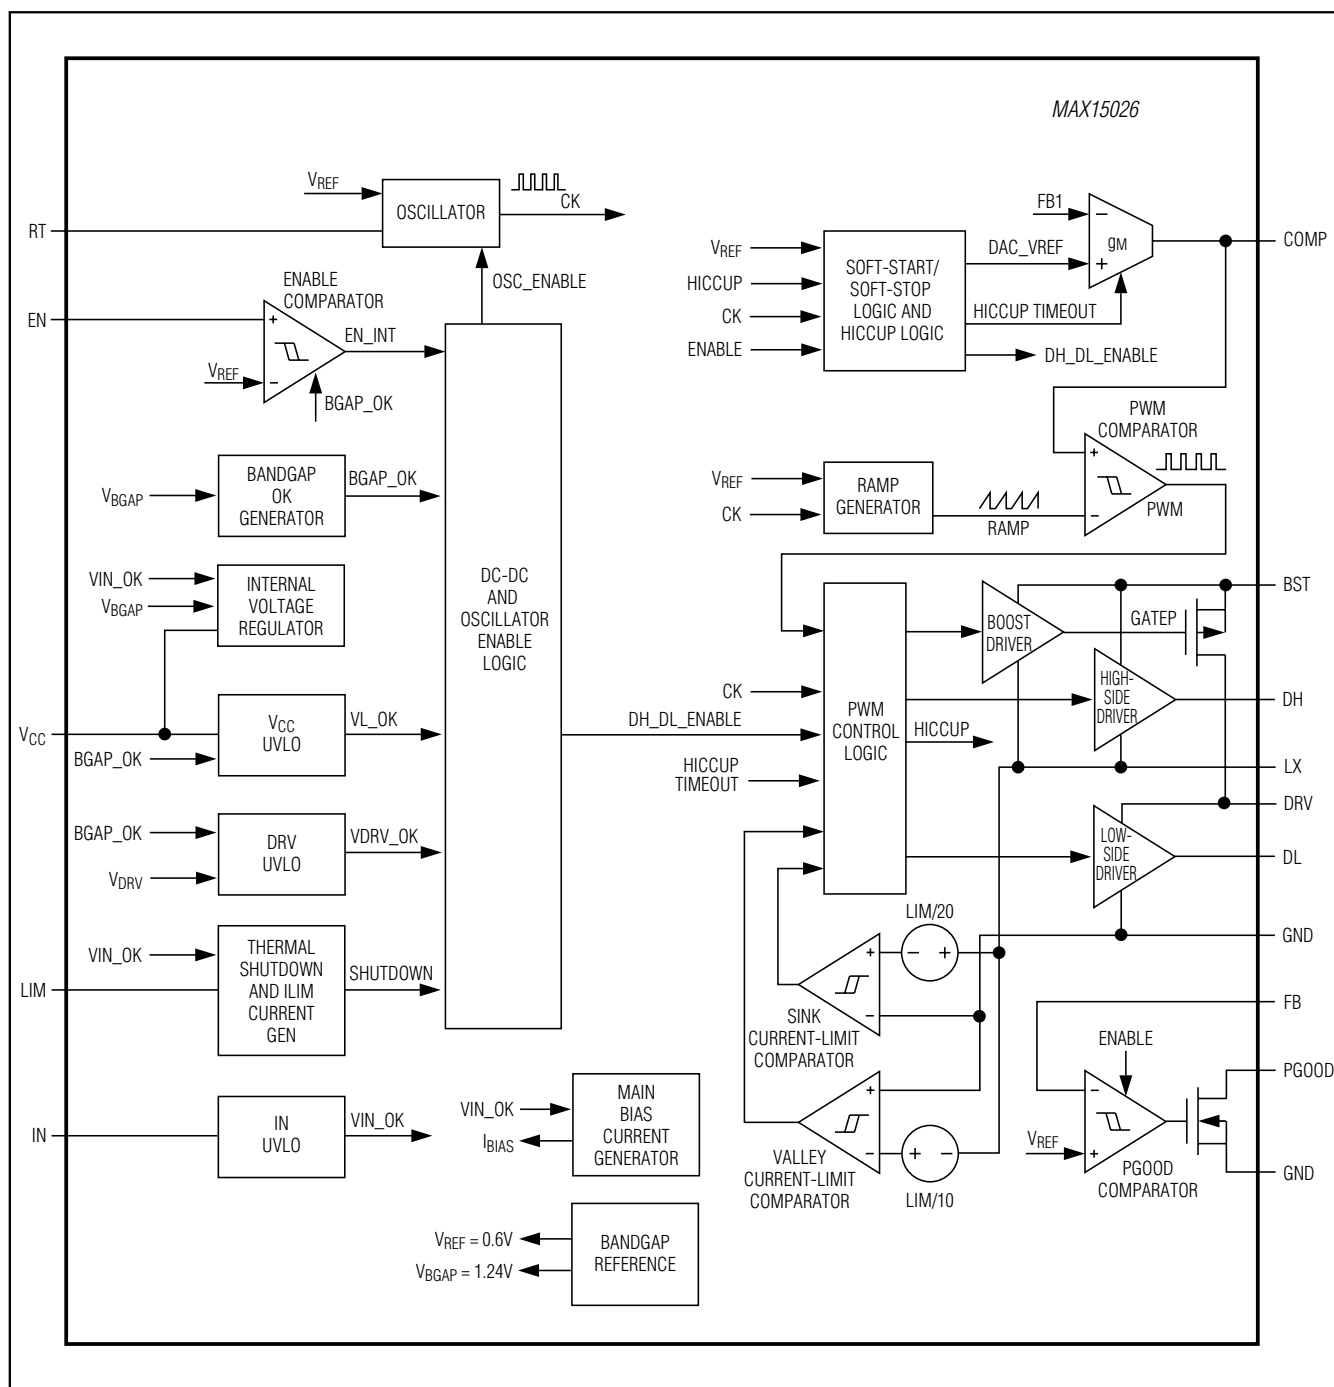 MAX15026
VREF
OSCILLATOR
CK
RT
OSC_ENABLE
ENABLE
COMPARATOR
EN
+
EN_INT
VREF
−
BGAP_OK
VBGAP
BANDGAP
OK
GENERATOR
BGAP_OK
VIN_OK
VBGAP
INTERNAL
VOLTAGE
REGULATOR
VCC
BGAP_OK
VCC
UVLO
VL_OK
BGAP_OK
VDRV
DRV
UVLO
VDRV_OK
VIN_OK
LIM
THERMAL
SHUTDOWN
AND ILIM
CURRENT
GEN
SHUTDOWN
IN
IN
UVLO
VIN_OK
DC-DC
AND
OSCILLATOR
ENABLE
LOGIC
VIN_OK
IBIAS
MAIN
BIAS
CURRENT
GENERATOR
VREF = 0.6V
VBGAP = 1.24V
BANDGAP
REFERENCE
VREF
HICCUP
CK
ENABLE
SOFT-START/
SOFT-STOP
LOGIC AND
HICCUP LOGIC
DAC_VREF
HICCUP TIMEOUT
DH_DL_ENABLE
FB1
−
gM
+
COMP
VREF
CK
RAMP
GENERATOR
RAMP
PWM
COMPARATOR
+
−
PWM
CK
DH_DL_ENABLE
HICCUP
TIMEOUT
PWM
CONTROL
LOGIC
HICCUP
BOOST
DRIVER
GATEP
HIGH-
SIDE
DRIVER
LOW-
SIDE
DRIVER
BST
DH
LX
DRV
DL
GND
LIM/20
− +
+
−
SINK
CURRENT-LIMIT
COMPARATOR
+
−
VALLEY
CURRENT-LIMIT
COMPARATOR
+ −
LIM/10
FB
ENABLE
−
VREF
+
PGOOD
COMPARATOR
PGOOD
GND